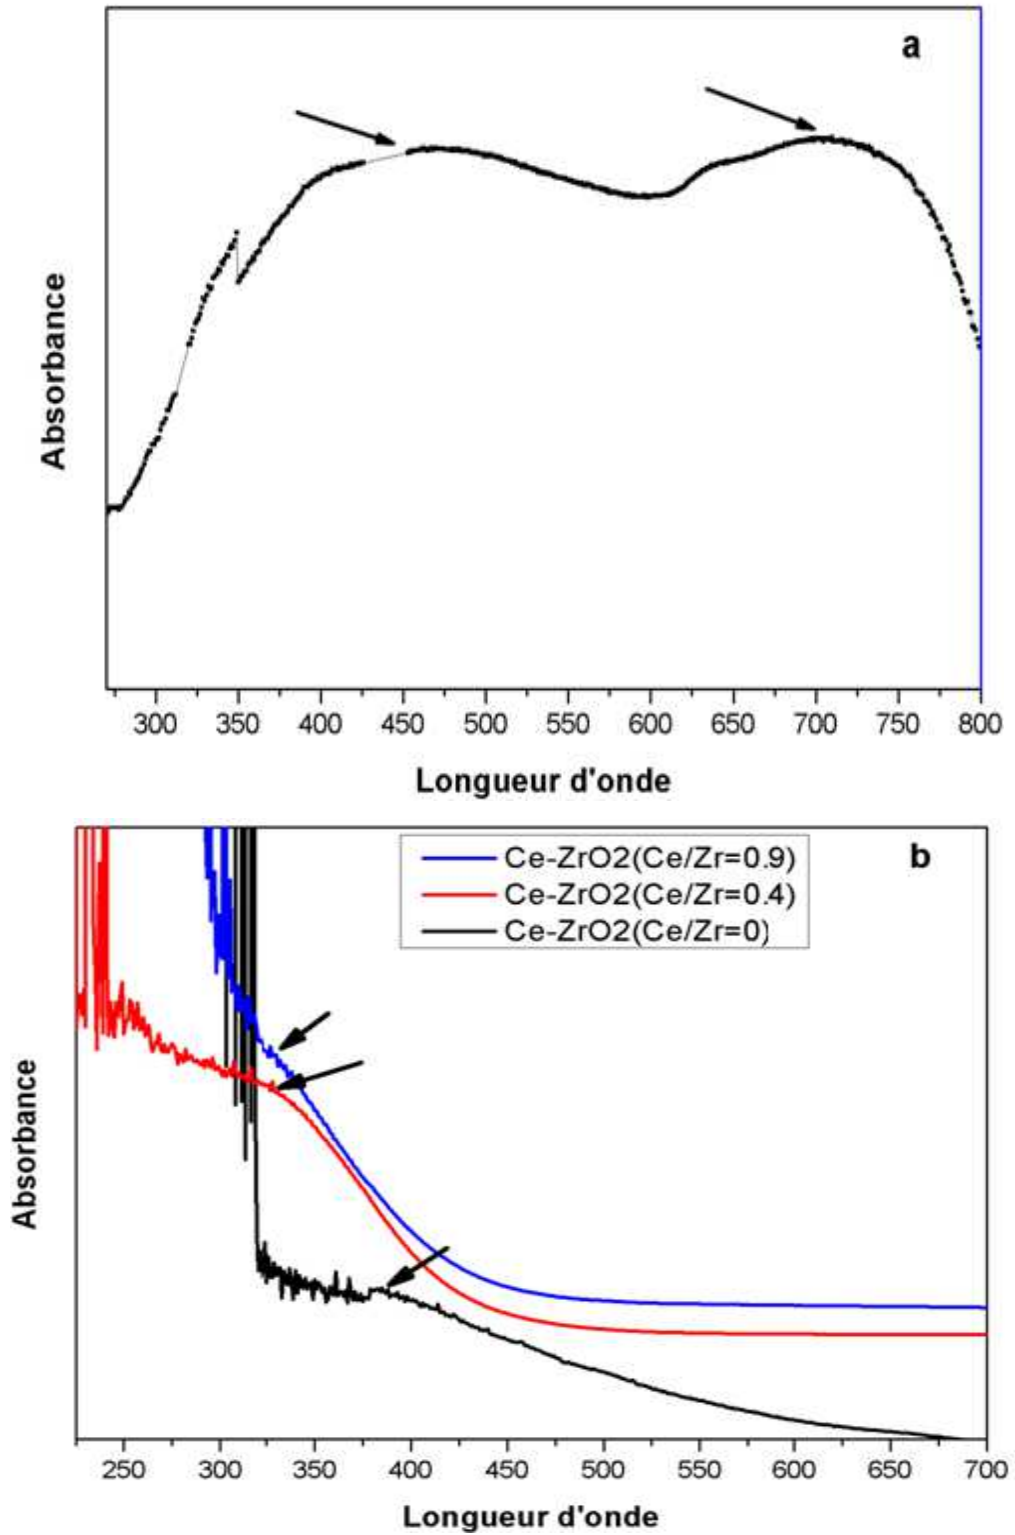 a
Absorbance
300 350 400 450 500 550 600 650 700 750 800
Longueur d'onde
b
Ce-ZrO2(Ce/Zr=0.9)
Ce-ZrO2(Ce/Zr=0.4)
Ce-ZrO2(Ce/Zr=0)
Absorbance
250 300 350 400 450 500 550 600 650 700
Longueur d'onde